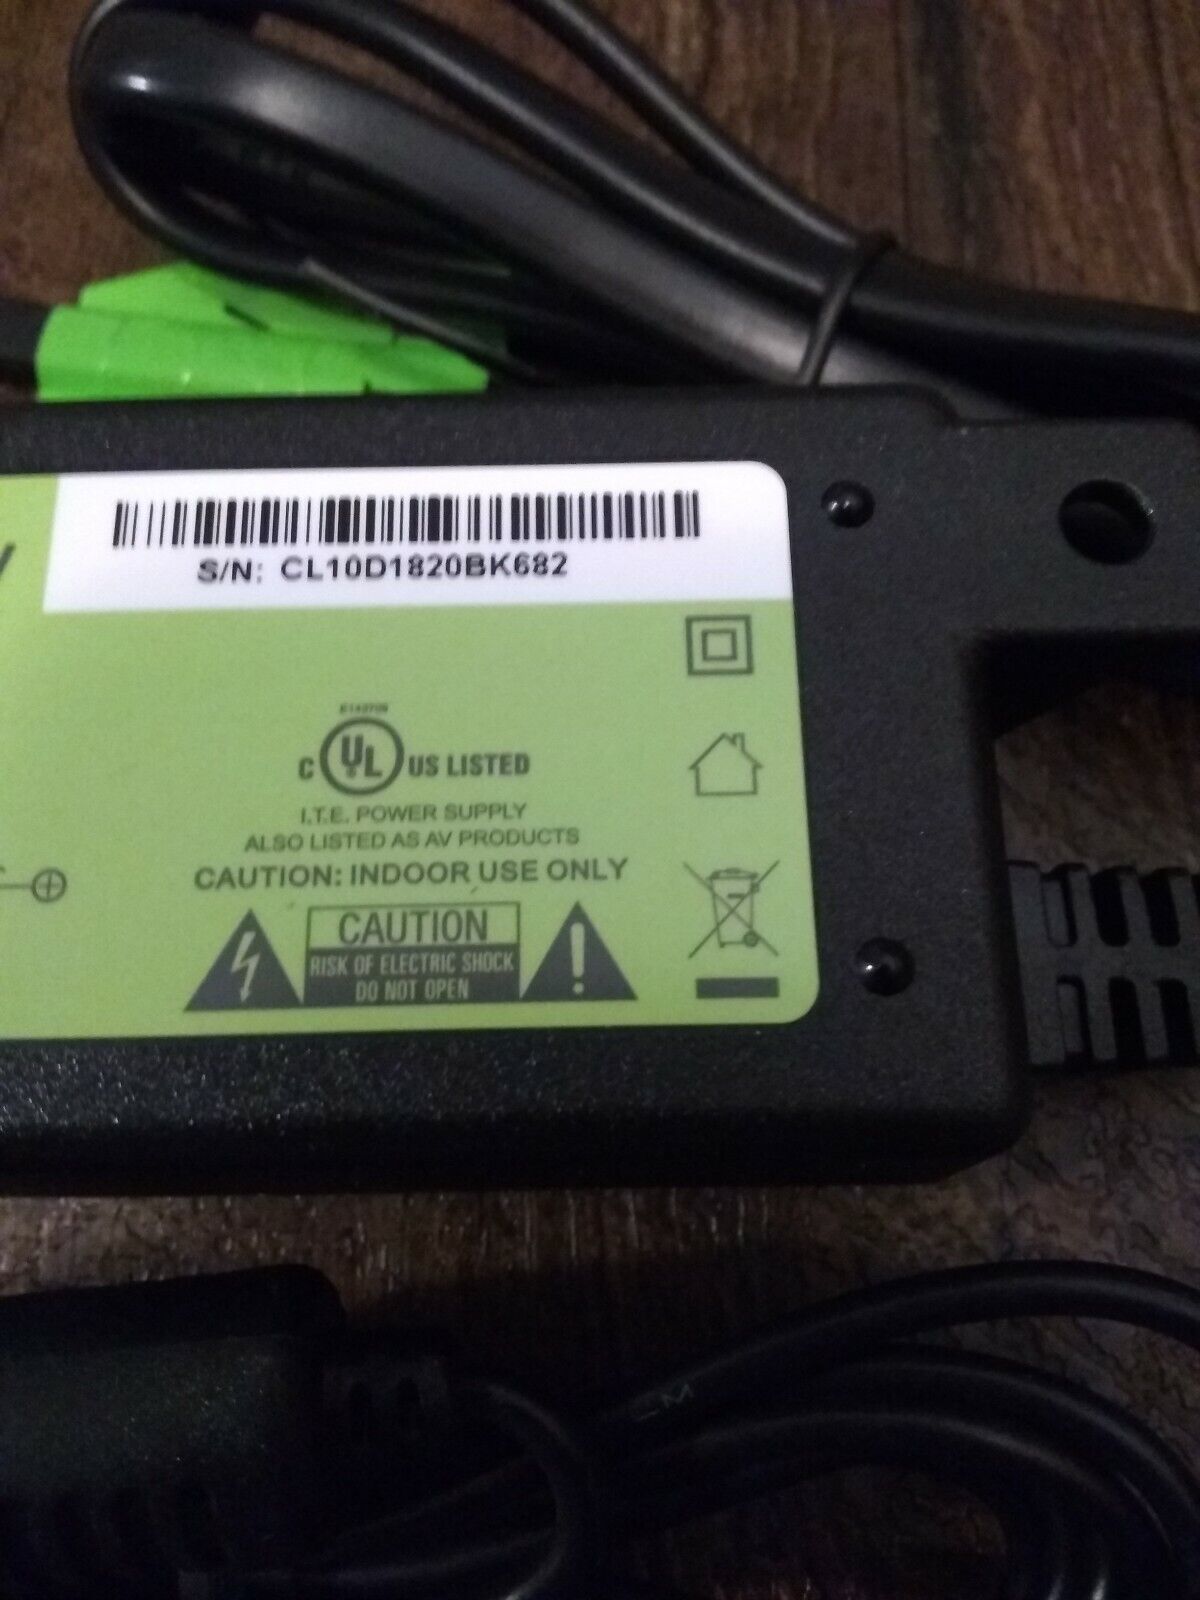 S/N: CL10D1820BK682
C UL US LISTED
I.T.E. POWER SUPPLY
ALSO LISTED AS AV PRODUCTS
CAUTION: INDOOR USE ONLY
CAUTION
RISK OF ELECTRIC SHOCK
DO NOT OPEN